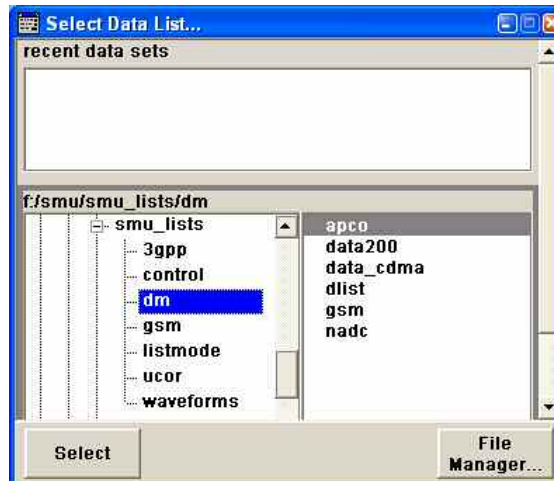 Select Data List...
recent data sets
f:/smu/smu_lists/dm
smu_lists
3gpp
control
dm
gsm
listmode
ucor
waveforms
apco
data200
data_cdma
dlist
gsm
nadc
Select
File
Manager...